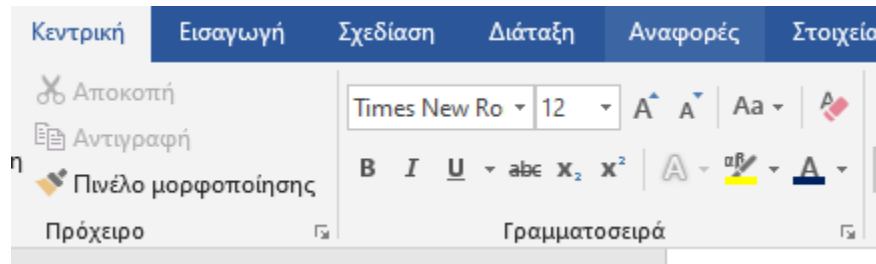 Κεντρική Εισαγωγή Σχεδίαση Διάταξη Αναφορές Στοιχεία
Αποκοπή
Αντιγραφή
η Πινέλο μορφοποίησης
Πρόχειρο
Times New Ro 12 A A Aa A
B I U abc x₂ x² A αβ A
Γραμματοσειρά